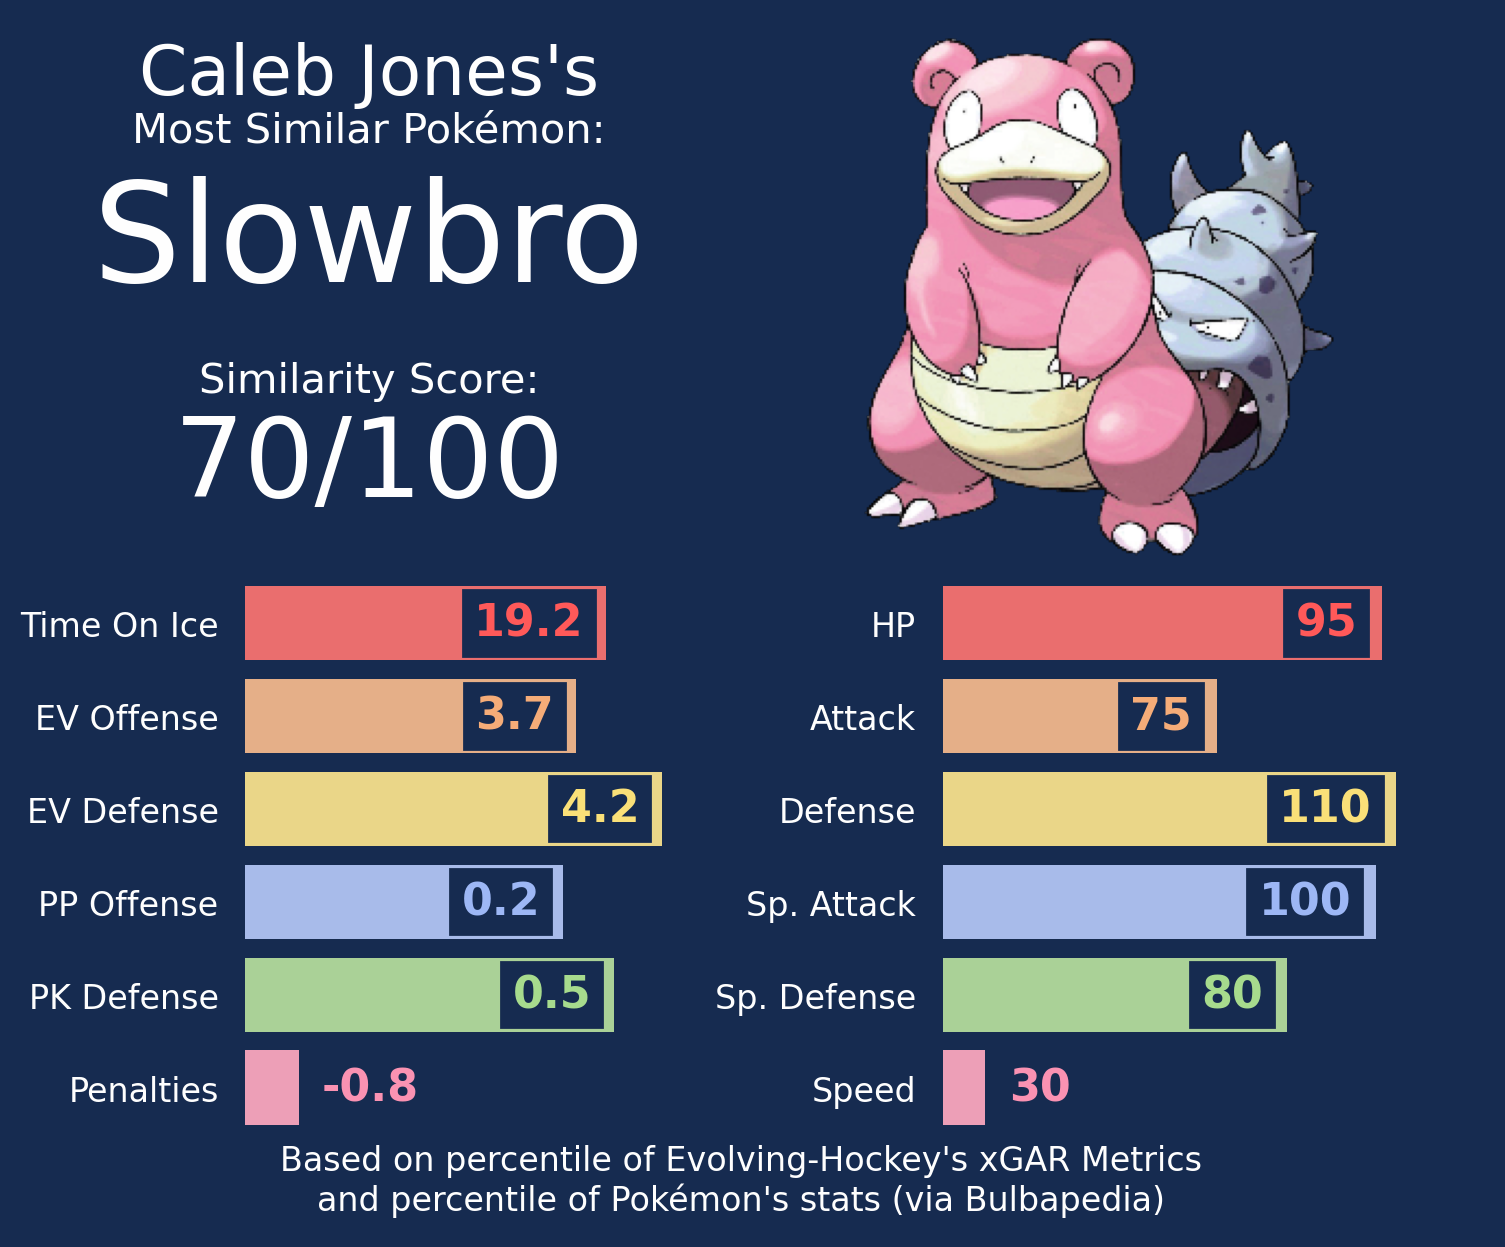 Caleb Jones's
Most Similar Pokémon:
Slowbro
Similarity Score:
70/100
Time On Ice 19.2
EV Offense 3.7
EV Defense 4.2
PP Offense 0.2
PK Defense 0.5
Penalties -0.8
HP 95
Attack 75
Defense 110
Sp. Attack 100
Sp. Defense 80
Speed 30
Based on percentile of Evolving-Hockey's xGAR Metrics
and percentile of Pokémon's stats (via Bulbapedia)